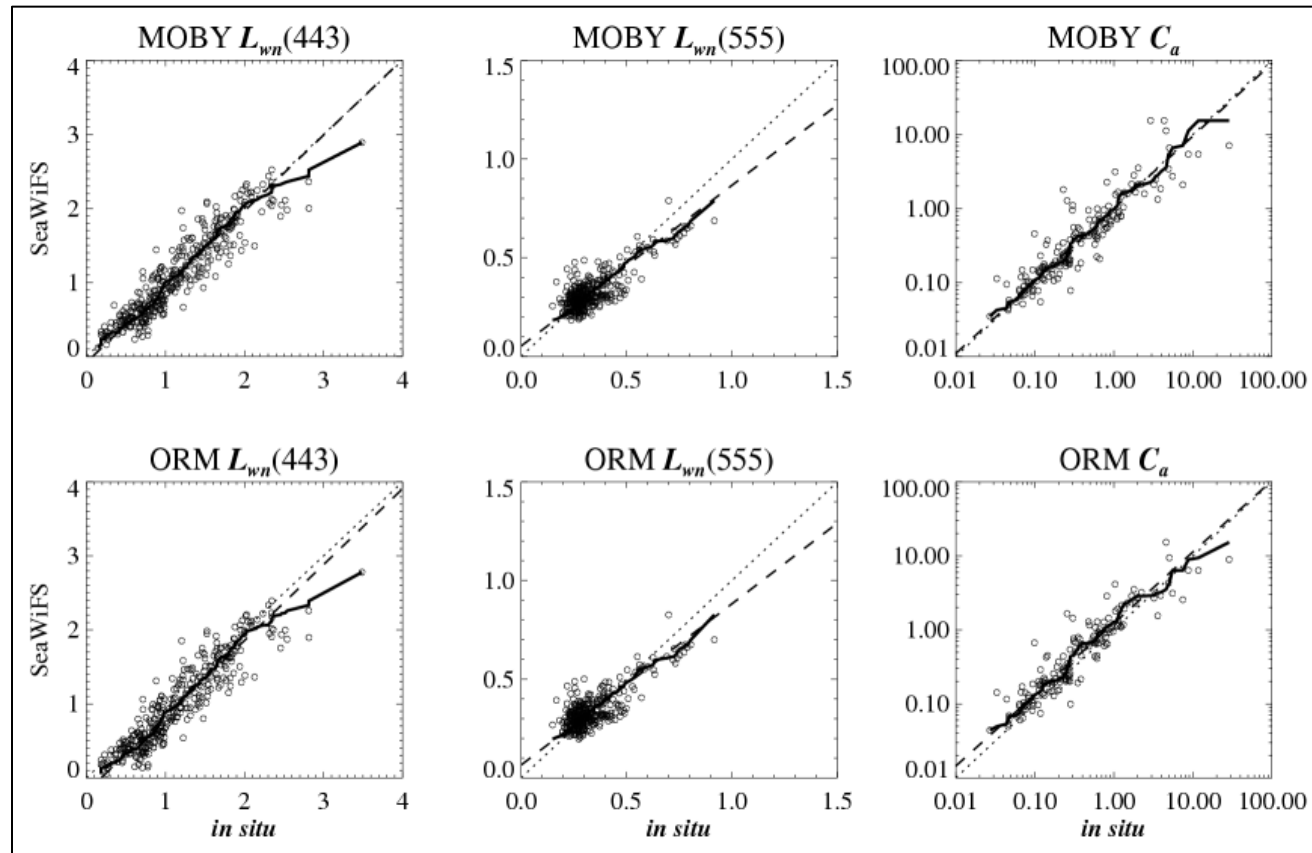 MOBY Lwn(443)
4
3
2
1
0
0 1 2 3 4
SeaWiFS
MOBY Lwn(555)
1.5
1.0
0.5
0.0
0.0 0.5 1.0 1.5
MOBY Ca
100.00
10.00
1.00
0.10
0.01
0.01 0.10 1.00 10.00 100.00
ORM Lwn(443)
4
3
2
1
0
0 1 2 3 4
SeaWiFS
in situ
ORM Lwn(555)
1.5
1.0
0.5
0.0
0.0 0.5 1.0 1.5
in situ
ORM Ca
100.00
10.00
1.00
0.10
0.01
0.01 0.10 1.00 10.00 100.00
in situ